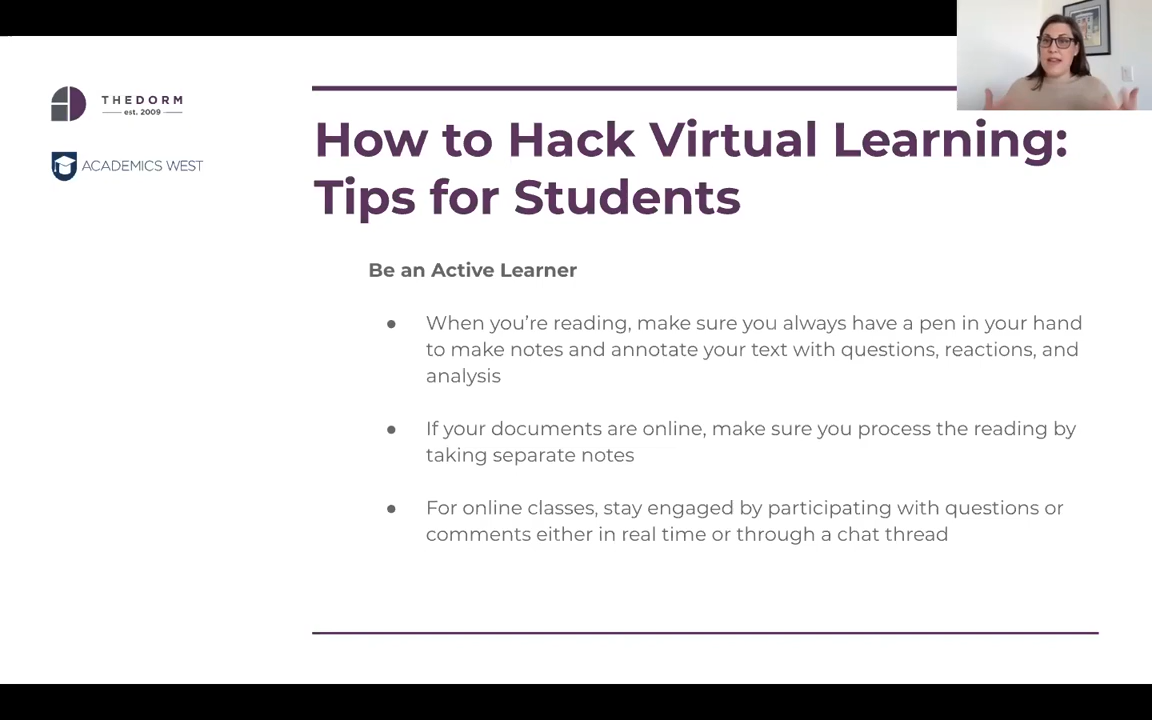 THEDORM
est. 2009
ACADEMICS WEST
How to Hack Virtual Learning:
Tips for Students
Be an Active Learner
● When you’re reading, make sure you always have a pen in your hand
to make notes and annotate your text with questions, reactions, and
analysis
● If your documents are online, make sure you process the reading by
taking separate notes
● For online classes, stay engaged by participating with questions or
comments either in real time or through a chat thread